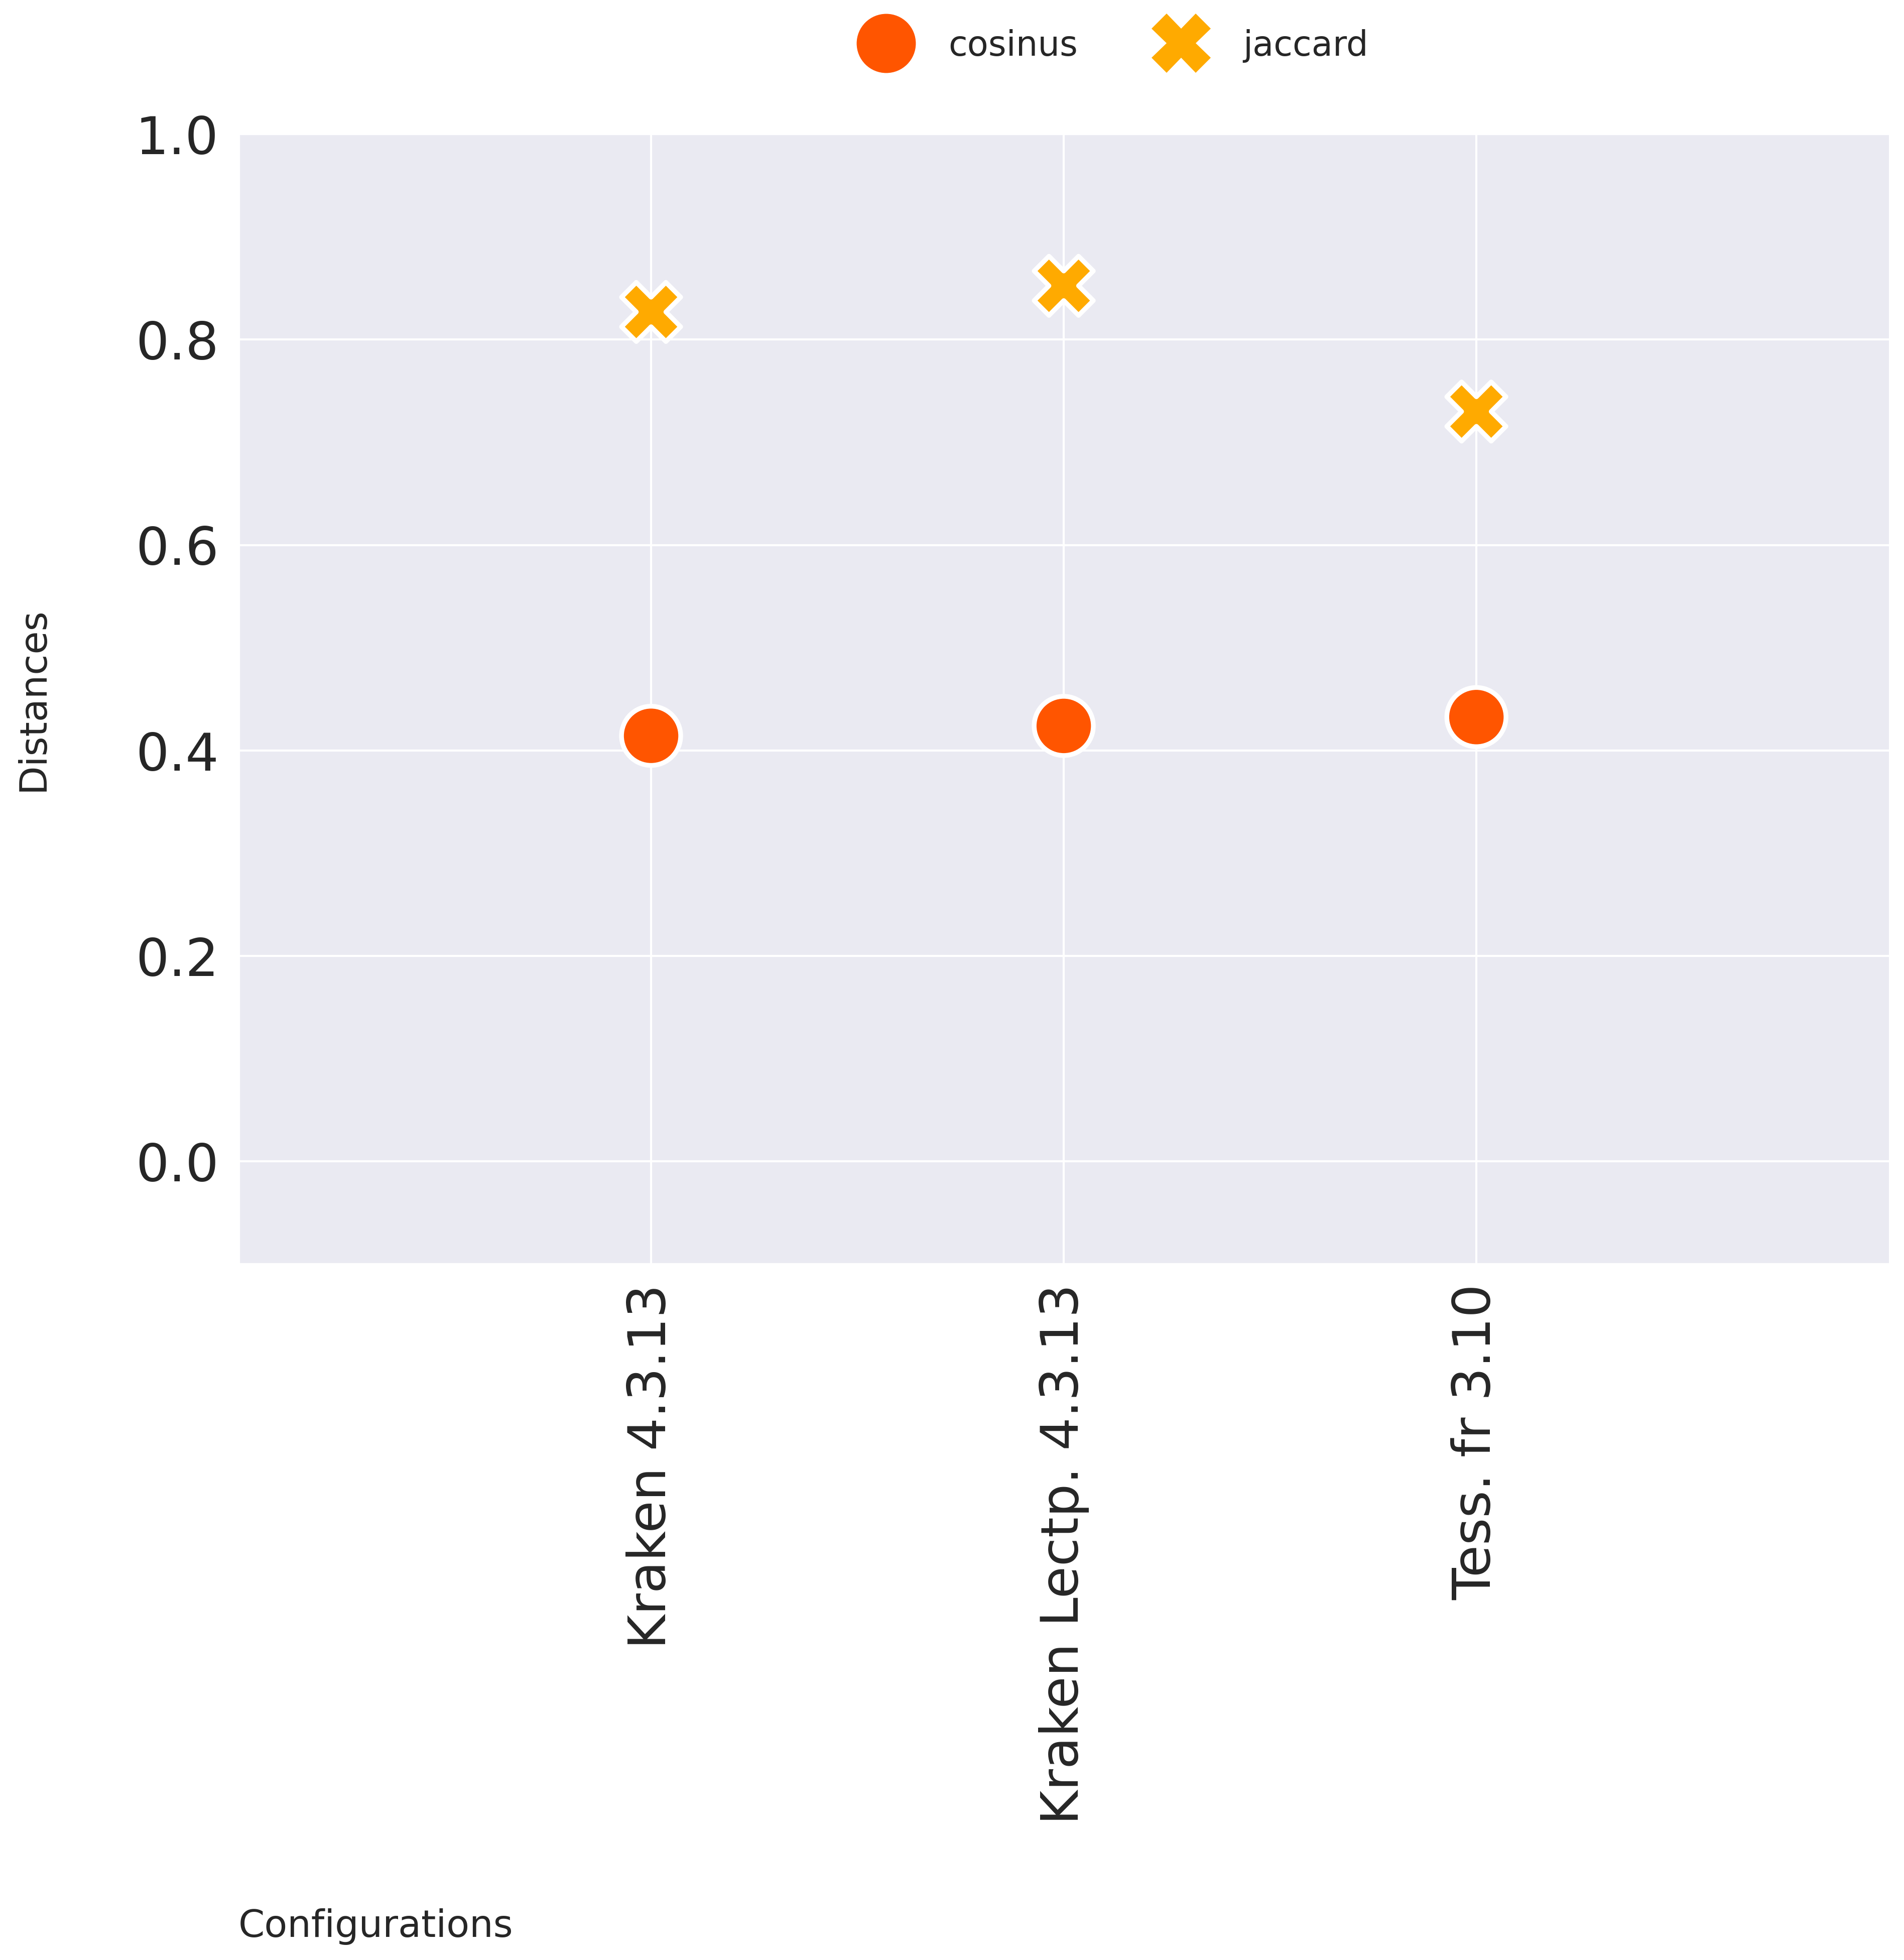 cosinus jaccard
1.0
0.8
0.6
0.4
0.2
0.0
Distances
Kraken 4.3.13
Kraken Lectp. 4.3.13
Tess. fr 3.10
Configurations